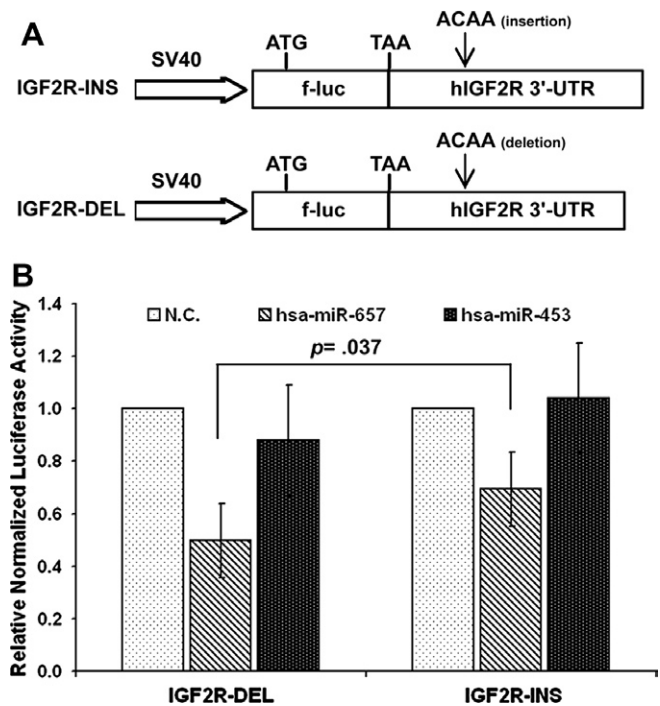 A
ACAA (insertion)
ATG TAA
SV40
IGF2R-INS f-luc hIGF2R 3'-UTR
ACAA (deletion)
ATG TAA
SV40
IGF2R-DEL f-luc hIGF2R 3'-UTR
B
Relative Normalized Luciferase Activity
1.4
1.2
1.0
0.8
0.6
0.4
0.2
0.0
N.C. hsa-miR-657 hsa-miR-453
p= .037
IGF2R-DEL IGF2R-INS